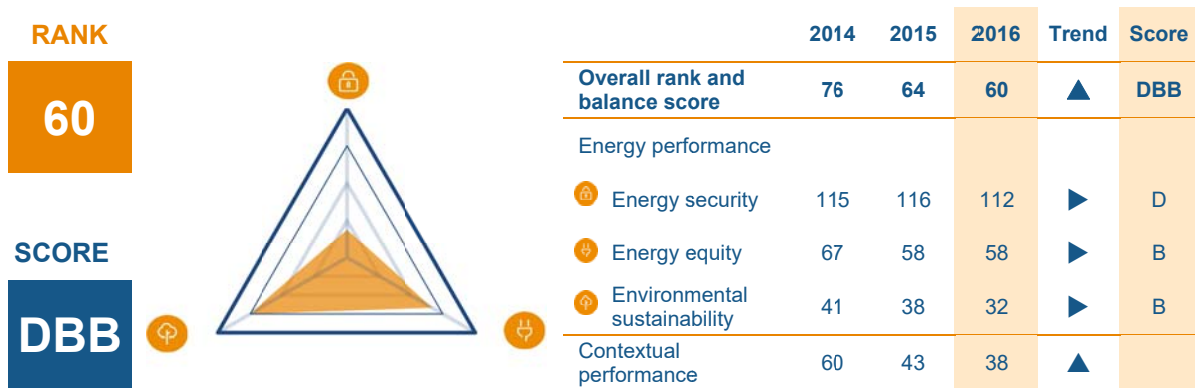 RANK
60
SCORE
DBB
2014 2015 2016 Trend Score
Overall rank and
balance score 76 64 60 ▲ DBB
Energy performance
Energy security 115 116 112 ▶ D
Energy equity 67 58 58 ▶ B
Environmental
sustainability 41 38 32 ▶ B
Contextual
performance 60 43 38 ▲